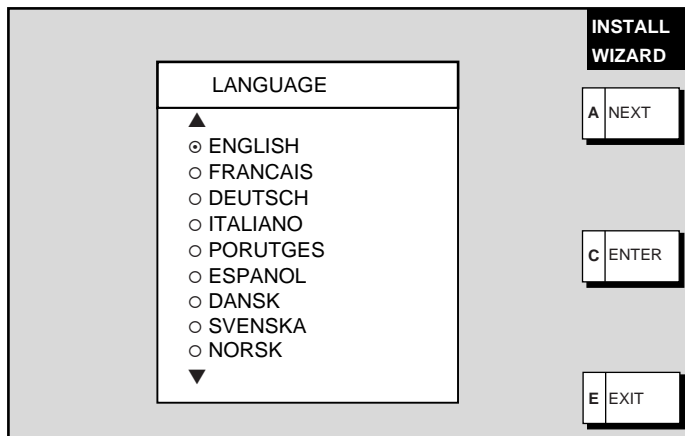 INSTALL
WIZARD
LANGUAGE
▲
ENGLISH
FRANCAIS
DEUTSCH
ITALIANO
PORUTGES
ESPANOL
DANSK
SVENSKA
NORSK
▼
A NEXT
C ENTER
E EXIT